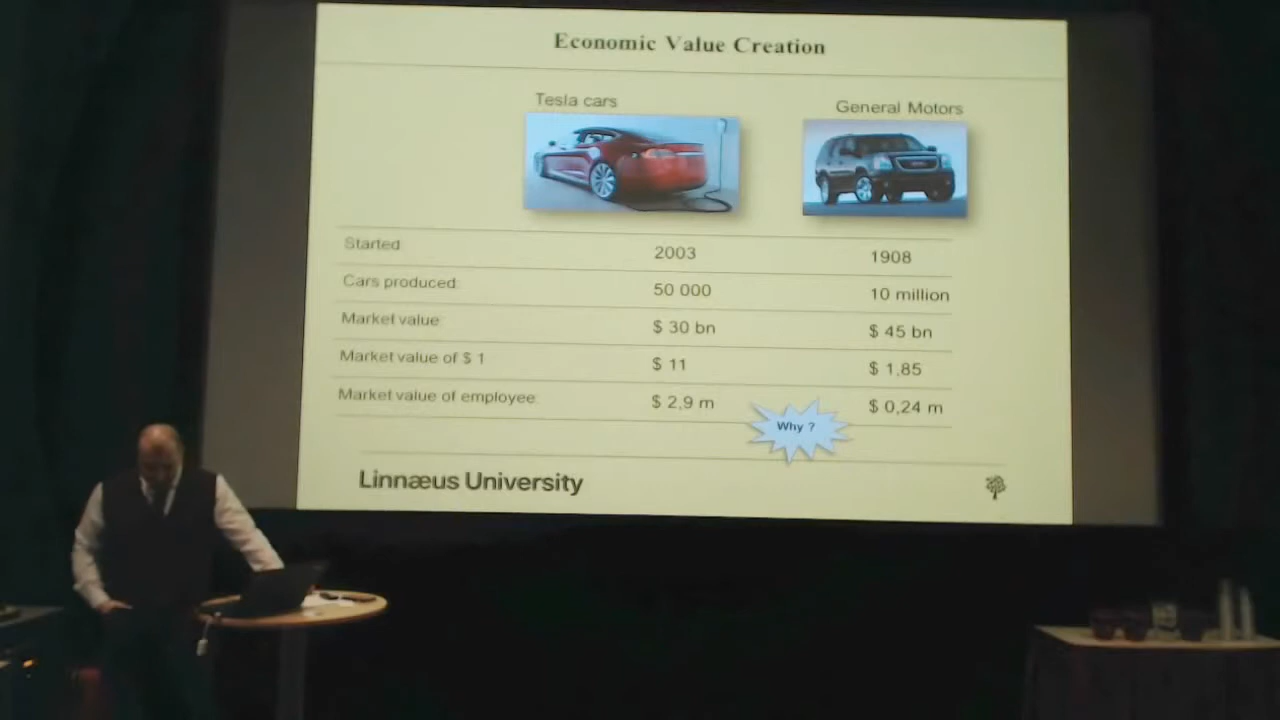 Economic Value Creation
Tesla cars General Motors
Started 2003 1908
Cars produced: 50 000 10 million
Market value: $ 30 bn $ 45 bn
Market value of $ 1 $ 11 $ 1,85
Market value of employee: $ 2,9 m $ 0,24 m
Why ?
Linnæus University